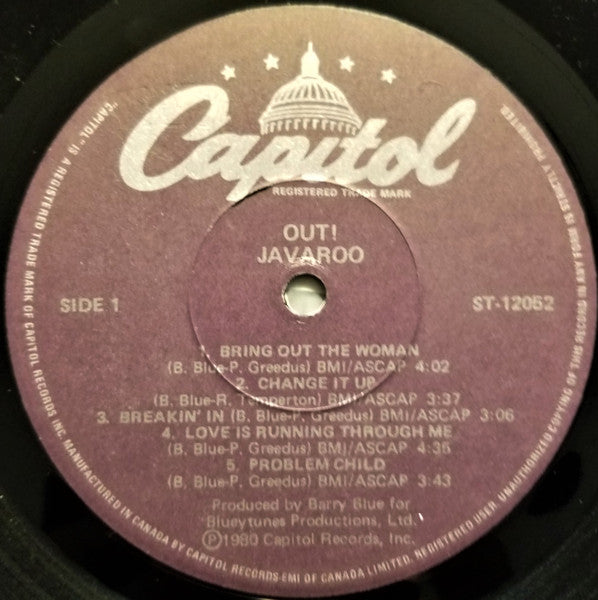 Capitol
REGISTERED TRADE MARK
OUT!
JAVAROO
SIDE 1
ST-12052
1. BRING OUT THE WOMAN
(B. Blue-P. Greedus) BMI/ASCAP 4:02
2. CHANGE IT UP
(B. Blue-R. Temperton) BMI/ASCAP 3:37
3. BREAKIN' IN (B. Blue-P. Greedus) BMI/ASCAP 3:06
4. LOVE IS RUNNING THROUGH ME
(B. Blue-P. Greedus) BMI/ASCAP 4:35
5. PROBLEM CHILD
(B. Blue-P. Greedus) BMI/ASCAP 3:43
Produced by Barry Blue for
Blueytunes Productions, Ltd.
Ⓟ1980 Capitol Records, Inc.
"CAPITOL" IS A REGISTERED TRADE MARK OF CAPITOL RECORDS INC. MANUFACTURED IN CANADA BY CAPITOL RECORDS-EMI OF CANADA LIMITED. REGISTERED USER. UNAUTHORIZED COPYING OF THIS RECORD IN ANY FORM IS STRICTLY PROHIBITED.